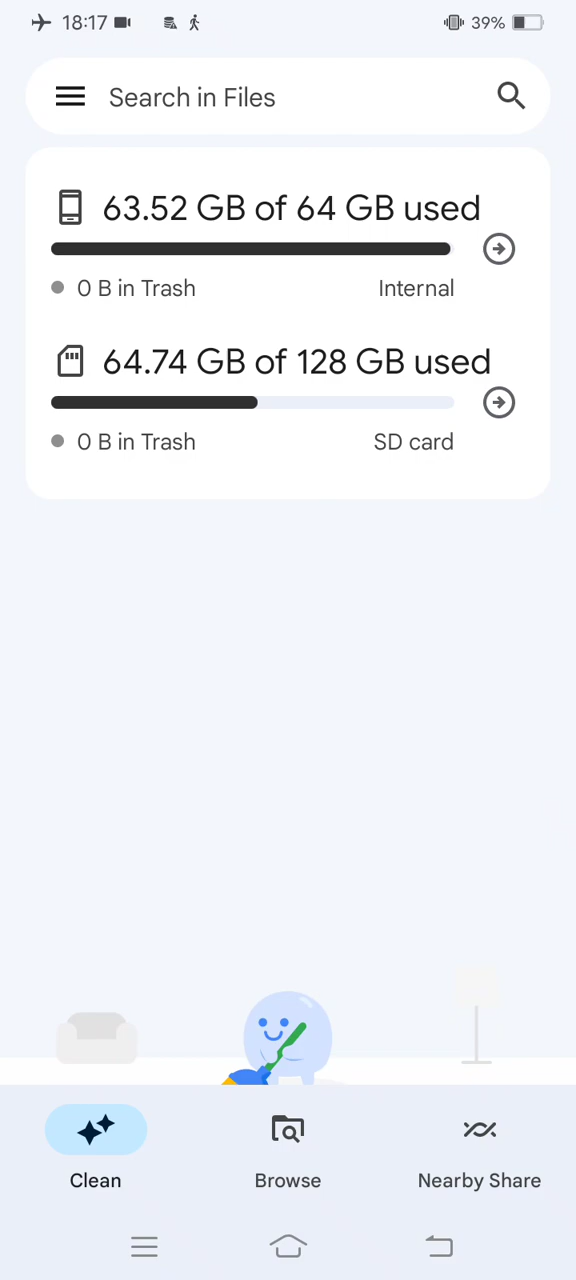 18:17 39%
Search in Files
63.52 GB of 64 GB used
0 B in Trash Internal
64.74 GB of 128 GB used
0 B in Trash SD card
Clean Browse Nearby Share